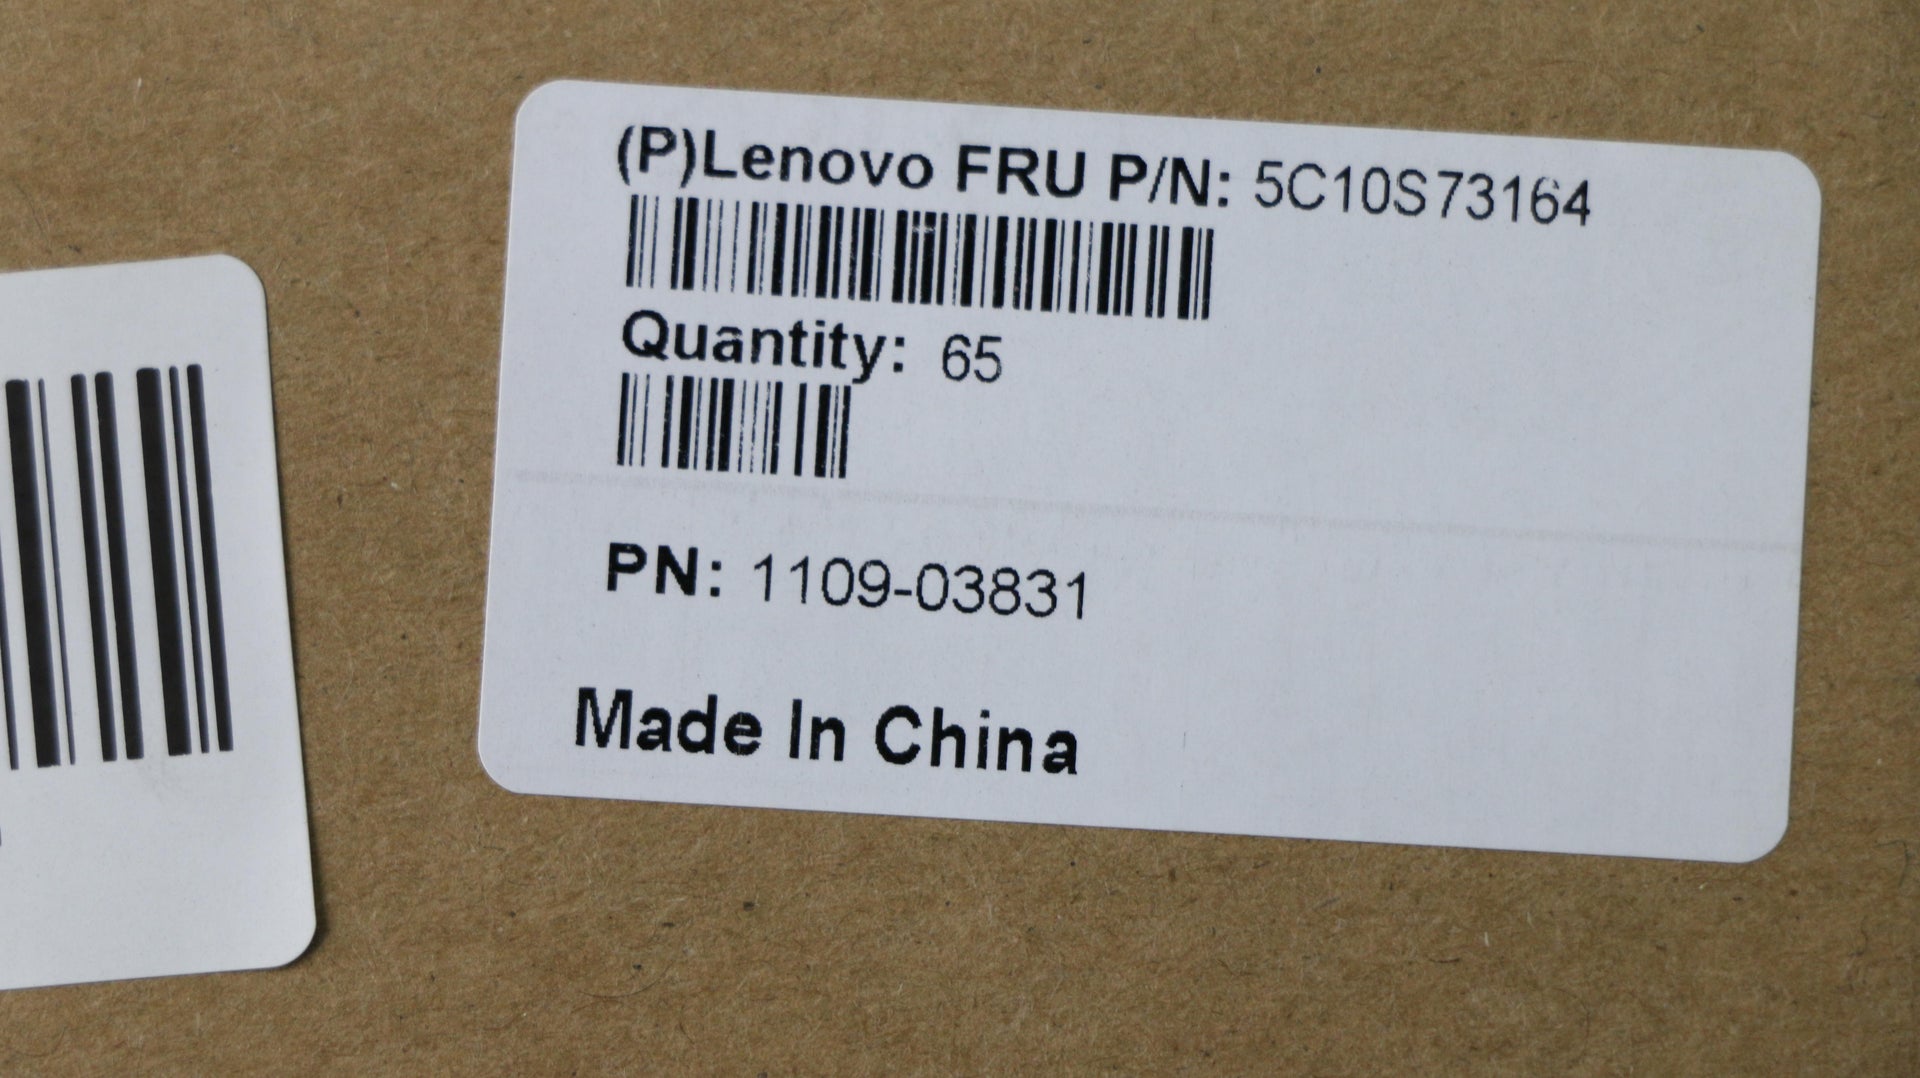 (P)Lenovo FRU P/N: 5C10S73164
Quantity: 65
PN: 1109-03831
Made In China